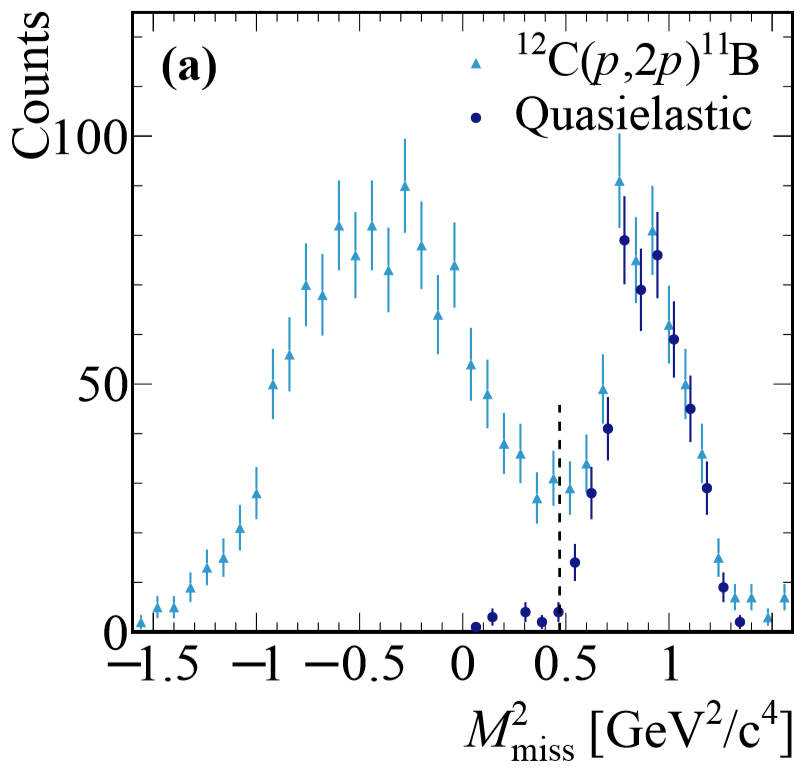 Counts
(a)
¹²C(p,2p)¹¹B
Quasielastic
100
50
0
−1.5 −1 −0.5 0 0.5 1
M²miss [GeV²/c⁴]